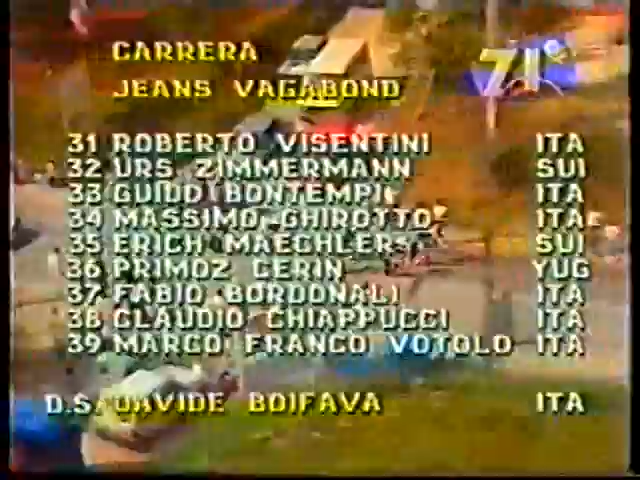 CARRERA
71°
JEANS VAGABOND
31 ROBERTO VISENTINI ITA
32 URS ZIMMERMANN SUI
33 GUIDO BONTEMPI ITA
34 MASSIMO GHIROTTO ITA
35 ERICH MAECHLER SUI
36 PRIMOZ CERIN YUG
37 FABIO BORDONALI ITA
38 CLAUDIO CHIAPPUCCI ITA
39 MARCO FRANCO VOTOLO ITA
D.S. DAVIDE BOIFAVA ITA